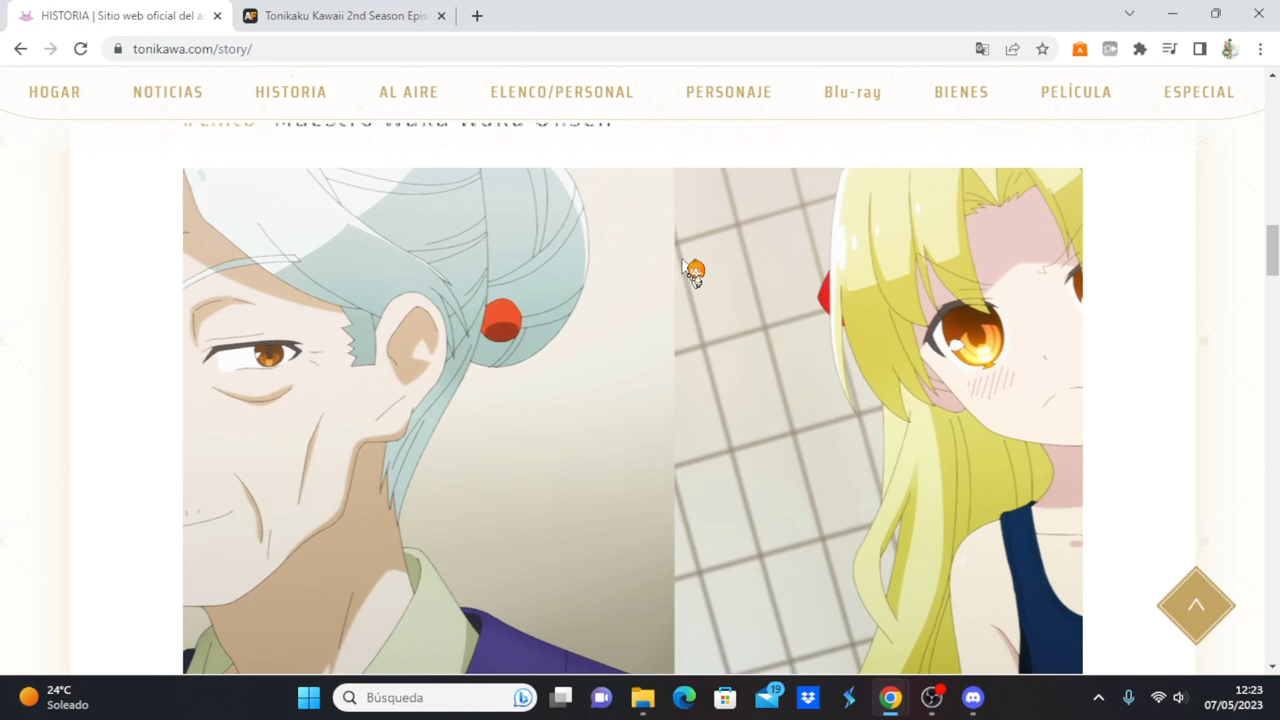 HISTORIA | Sitio web oficial del a
Tonikaku Kawaii 2nd Season Epis
tonikawa.com/story/
HOGAR NOTICIAS HISTORIA AL AIRE ELENCO/PERSONAL PERSONAJE Blu-ray BIENES PELÍCULA ESPECIAL
24°C
Soleado
Búsqueda
19
12:23
07/05/2023